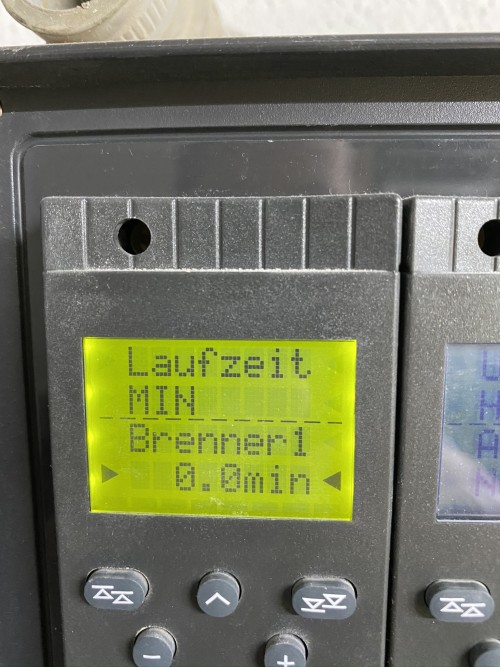 Laufzeit
MIN
Brenner1
0.0min
-
+
L
H
A
N